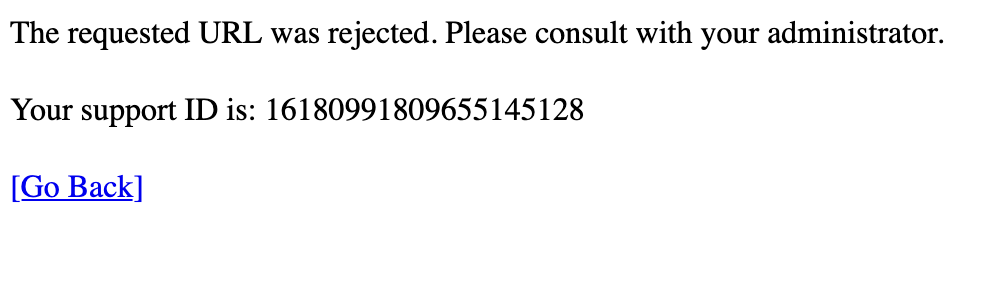 The requested URL was rejected. Please consult with your administrator.
Your support ID is: 16180991809655145128
[Go Back]